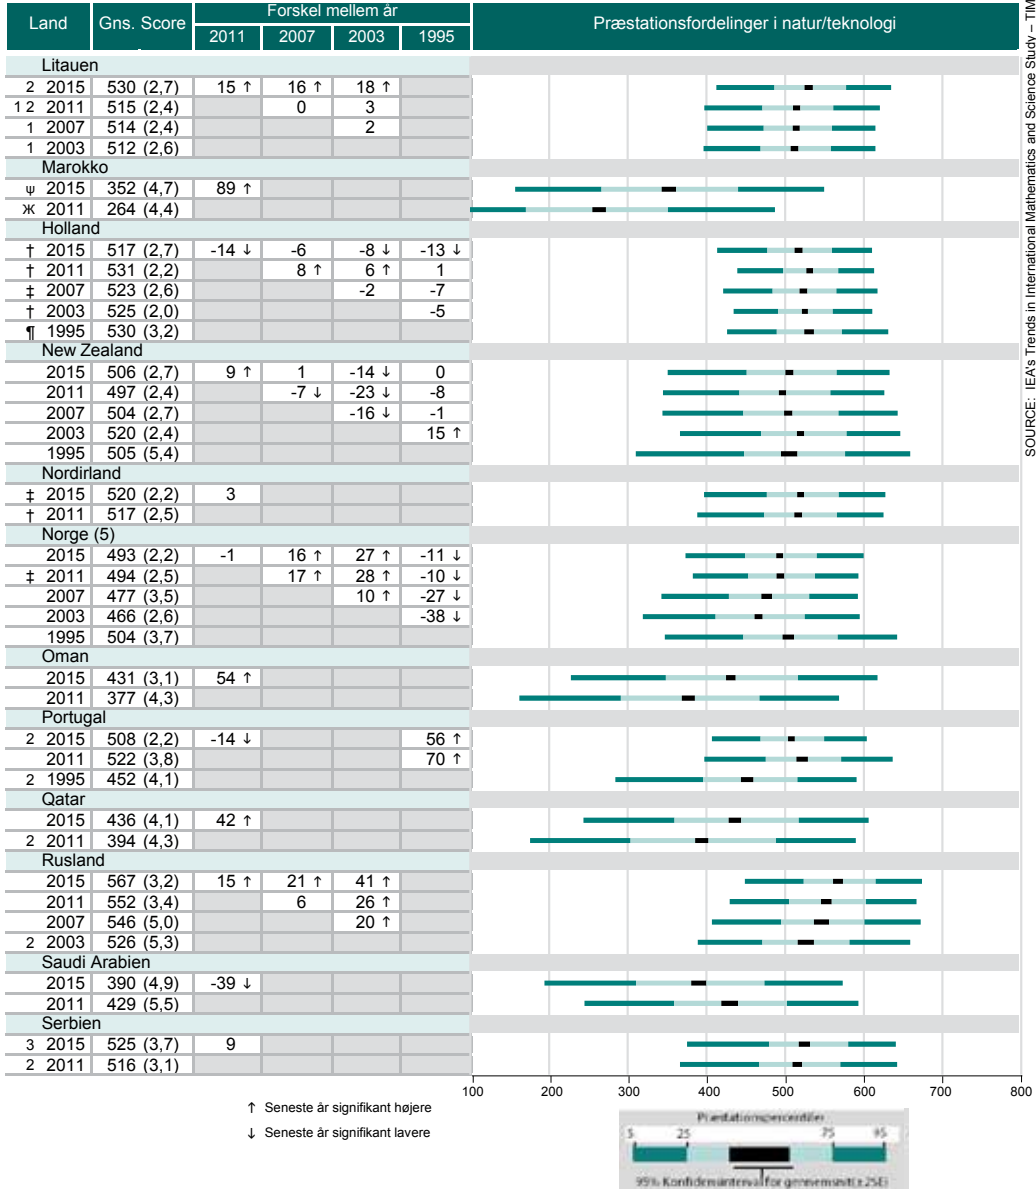 Land Gns. Score Forskel mellem år Præstationsfordelinger i natur/teknologi
2011 2007 2003 1995
Litauen
2 2015 530 (2,7) 15 ↑ 16 ↑ 18 ↑
1 2 2011 515 (2,4) 0 3
1 2007 514 (2,4) 2
1 2003 512 (2,6)
Marokko
ψ 2015 352 (4,7) 89 ↑
Ж 2011 264 (4,4)
Holland
† 2015 517 (2,7) -14 ↓ -6 -8 ↓ -13 ↓
† 2011 531 (2,2) 8 ↑ 6 ↑ 1
‡ 2007 523 (2,6) -2 -7
† 2003 525 (2,0) -5
¶ 1995 530 (3,2)
New Zealand
2015 506 (2,7) 9 ↑ 1 -14 ↓ 0
2011 497 (2,4) -7 ↓ -23 ↓ -8
2007 504 (2,7) -16 ↓ -1
2003 520 (2,4) 15 ↑
1995 505 (5,4)
Nordirland
‡ 2015 520 (2,2) 3
† 2011 517 (2,5)
Norge (5)
2015 493 (2,2) -1 16 ↑ 27 ↑ -11 ↓
‡ 2011 494 (2,5) 17 ↑ 28 ↑ -10 ↓
2007 477 (3,5) 10 ↑ -27 ↓
2003 466 (2,6) -38 ↓
1995 504 (3,7)
Oman
2015 431 (3,1) 54 ↑
2011 377 (4,3)
Portugal
2 2015 508 (2,2) -14 ↓ 56 ↑
2011 522 (3,8) 70 ↑
2 1995 452 (4,1)
Qatar
2015 436 (4,1) 42 ↑
2 2011 394 (4,3)
Rusland
2015 567 (3,2) 15 ↑ 21 ↑ 41 ↑
2011 552 (3,4) 6 26 ↑
2007 546 (5,0) 20 ↑
2 2003 526 (5,3)
Saudi Arabien
2015 390 (4,9) -39 ↓
2011 429 (5,5)
Serbien
3 2015 525 (3,7) 9
2 2011 516 (3,1)
100 200 300 400 500 600 700 800
↑ Seneste år signifikant højere
↓ Seneste år signifikant lavere
Præstationspercentiler
5 25 75 95
95% Konfidensinterval for gennemsnit (± 2SE)
SOURCE: IEA's Trends in International Mathematics and Science Study – TIM